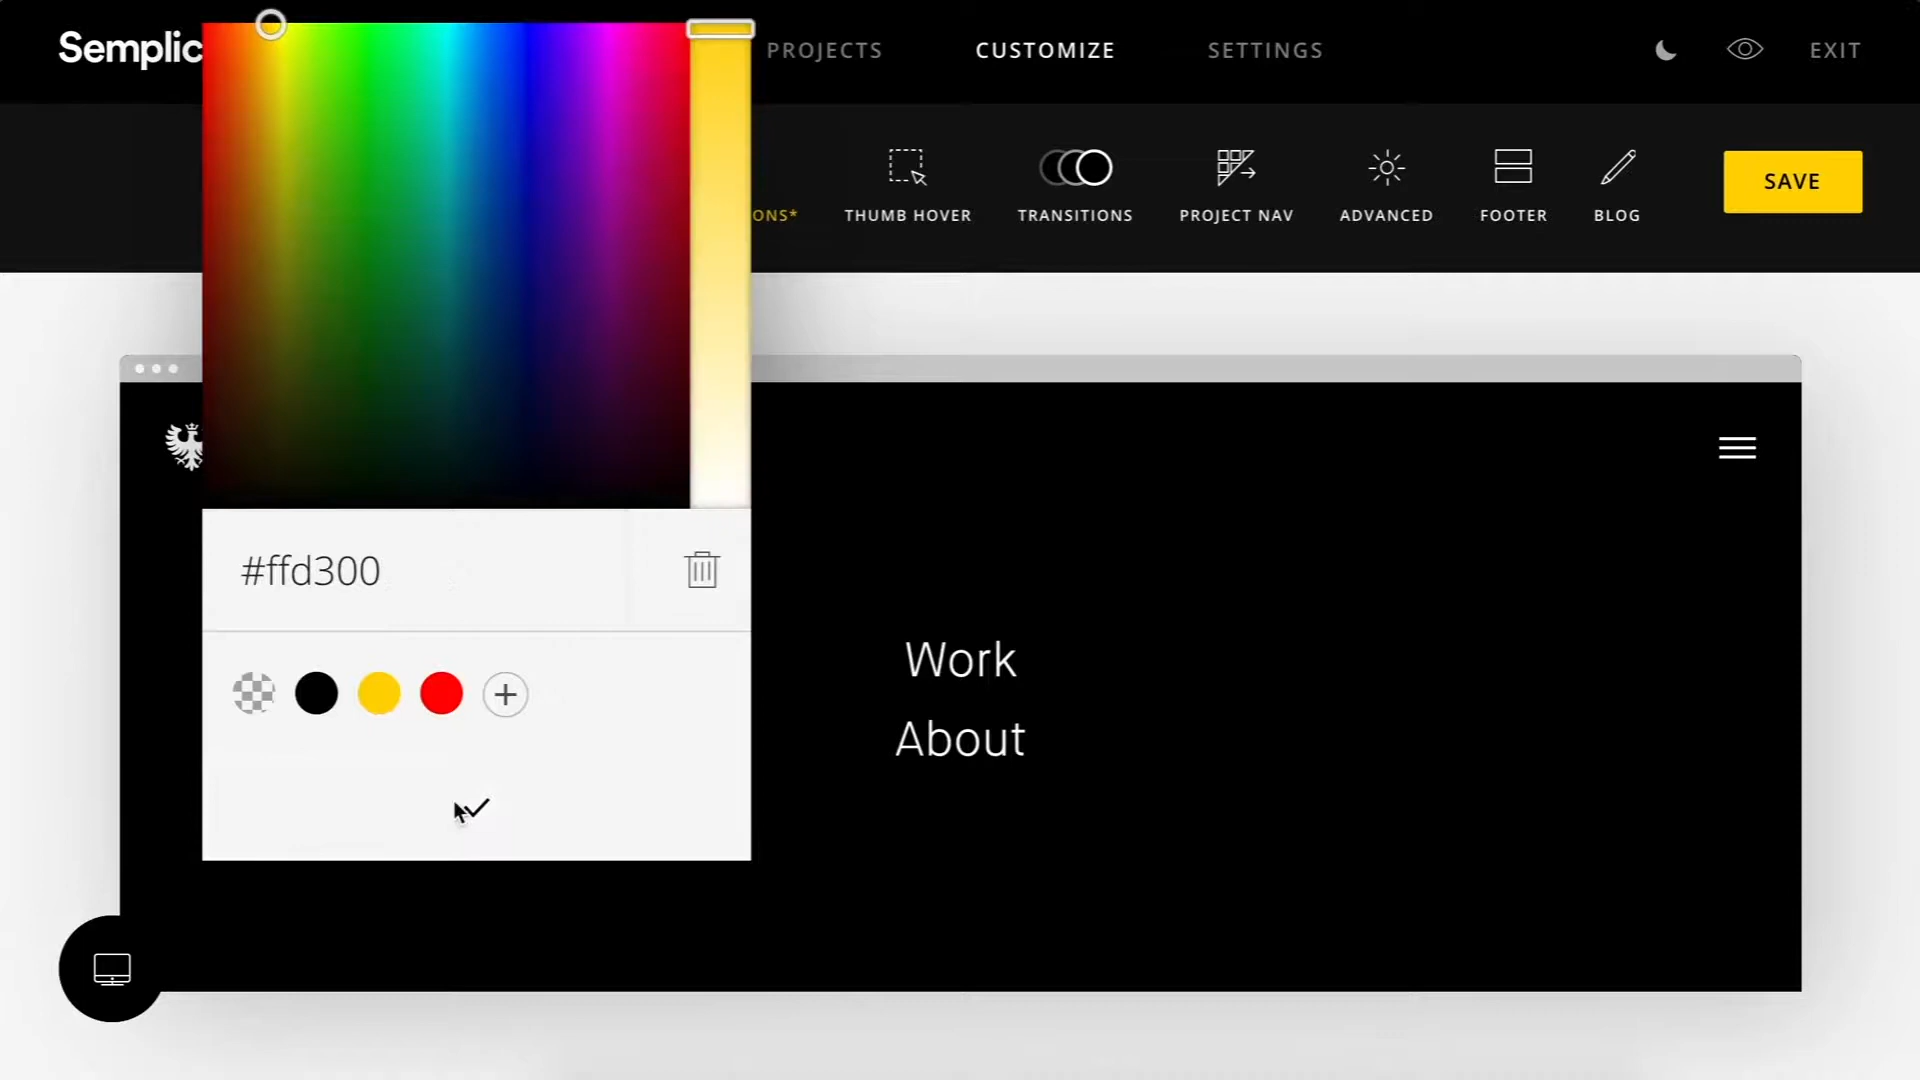 Semplic
PROJECTS
CUSTOMIZE
SETTINGS
EXIT
ONS*
THUMB HOVER
TRANSITIONS
PROJECT NAV
ADVANCED
FOOTER
BLOG
SAVE
#ffd300
Work
About